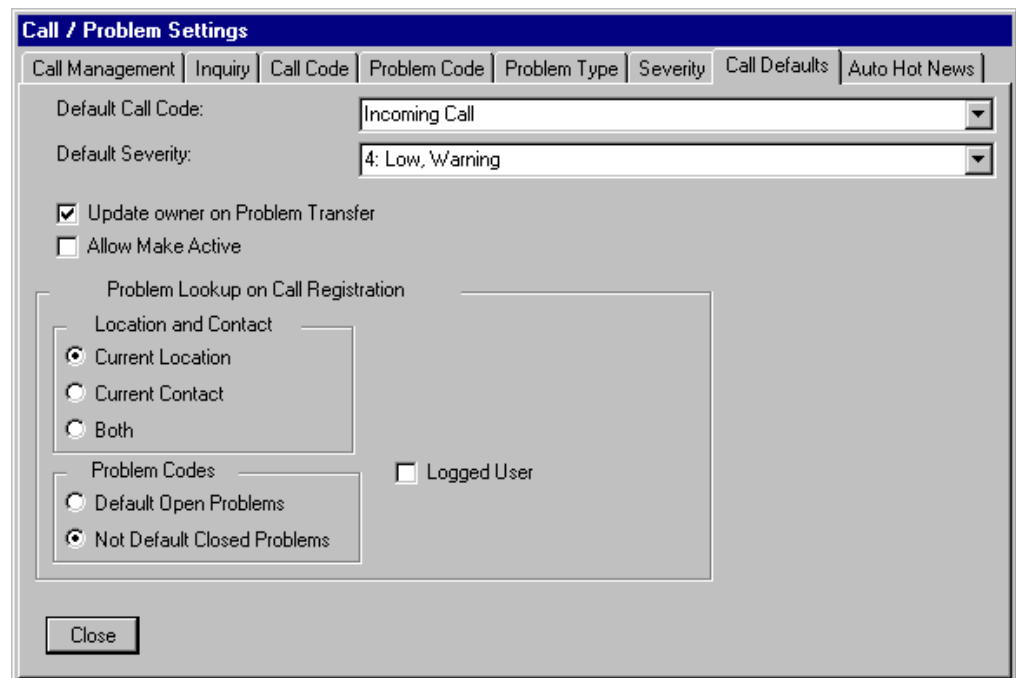 Call / Problem Settings
Call Management Inquiry Call Code Problem Code Problem Type Severity Call Defaults Auto Hot News
Default Call Code: Incoming Call
Default Severity: 4: Low, Warning
Update owner on Problem Transfer
Allow Make Active
Problem Lookup on Call Registration
Location and Contact
Current Location
Current Contact
Both
Problem Codes
Logged User
Default Open Problems
Not Default Closed Problems
Close